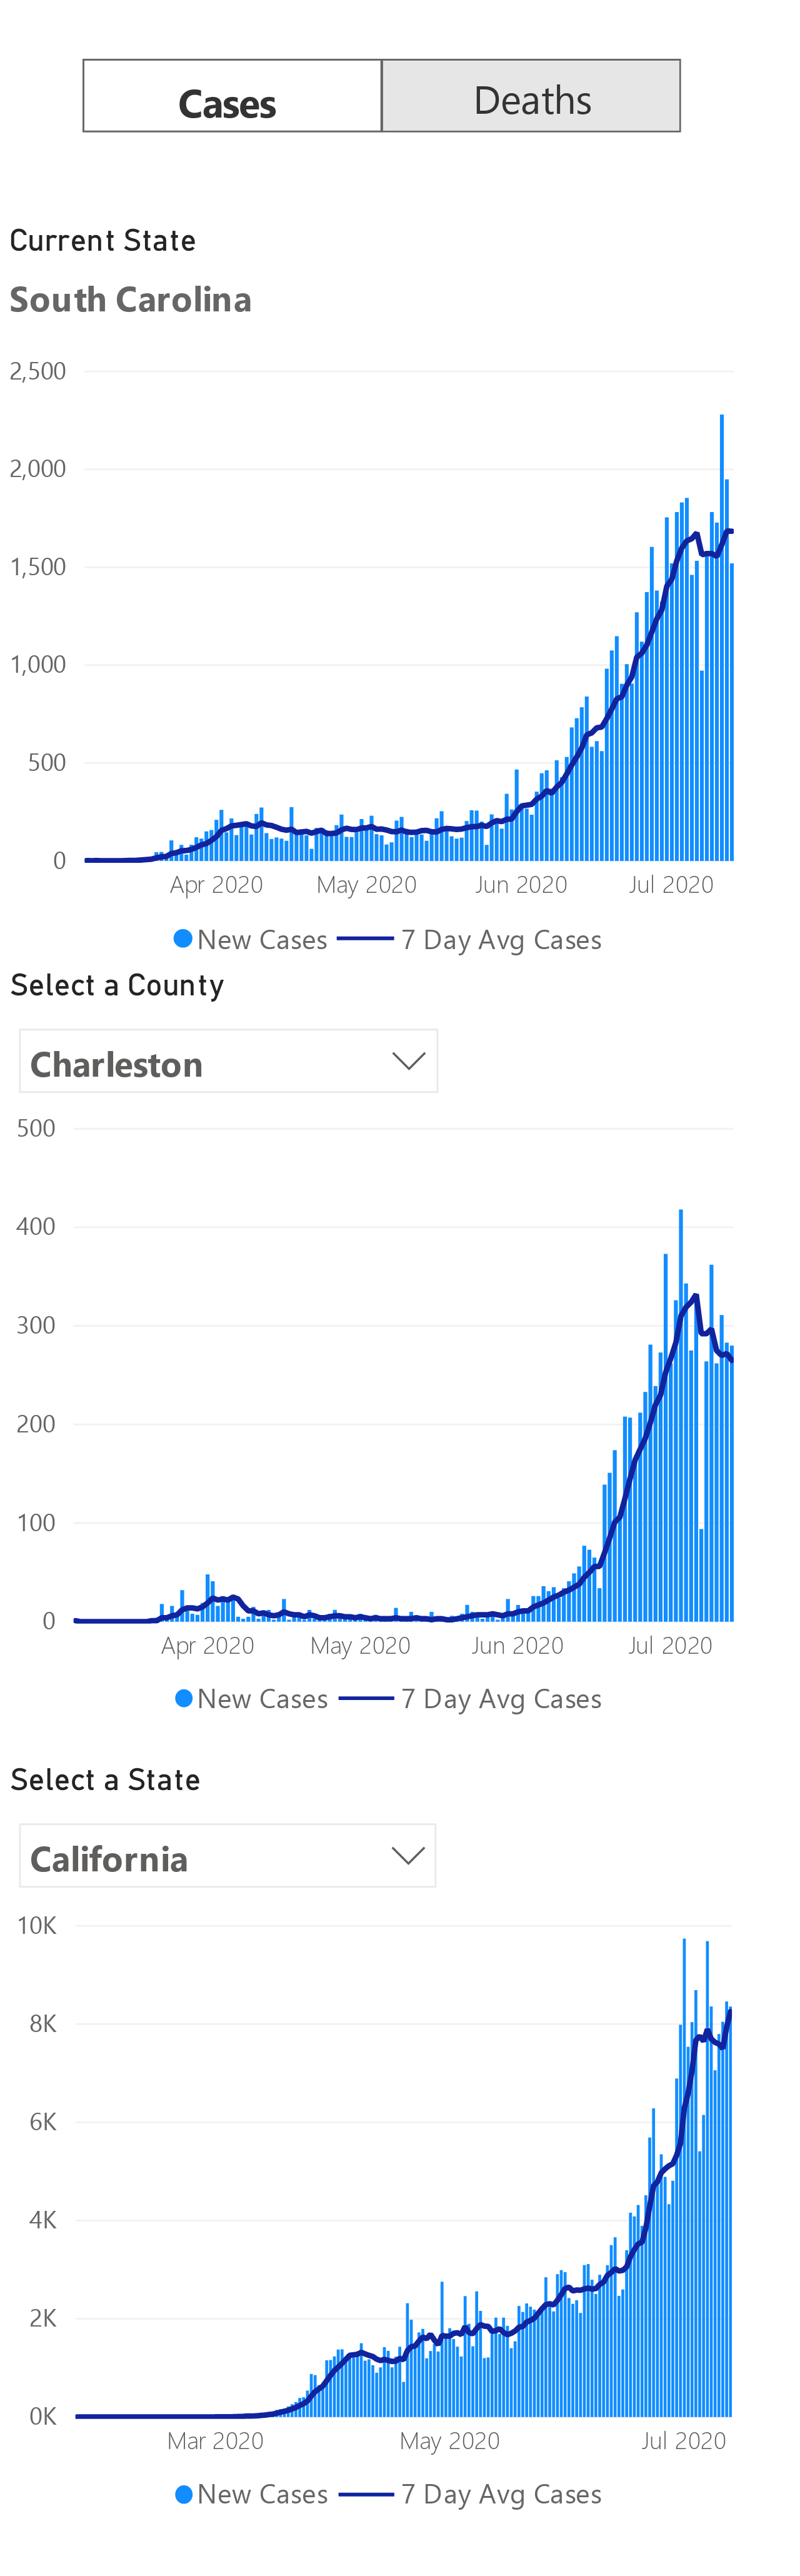 Cases Deaths
Current State
South Carolina
2,500
2,000
1,500
1,000
500
0
Apr 2020 May 2020 Jun 2020 Jul 2020
New Cases 7 Day Avg Cases
Select a County
Charleston
500
400
300
200
100
0
Apr 2020 May 2020 Jun 2020 Jul 2020
New Cases 7 Day Avg Cases
Select a State
California
10K
8K
6K
4K
2K
0K
Mar 2020 May 2020 Jul 2020
New Cases 7 Day Avg Cases